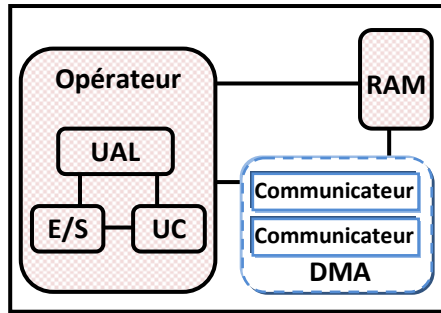 Opérateur
RAM
UAL
E/S
UC
Communicateur
Communicateur
DMA